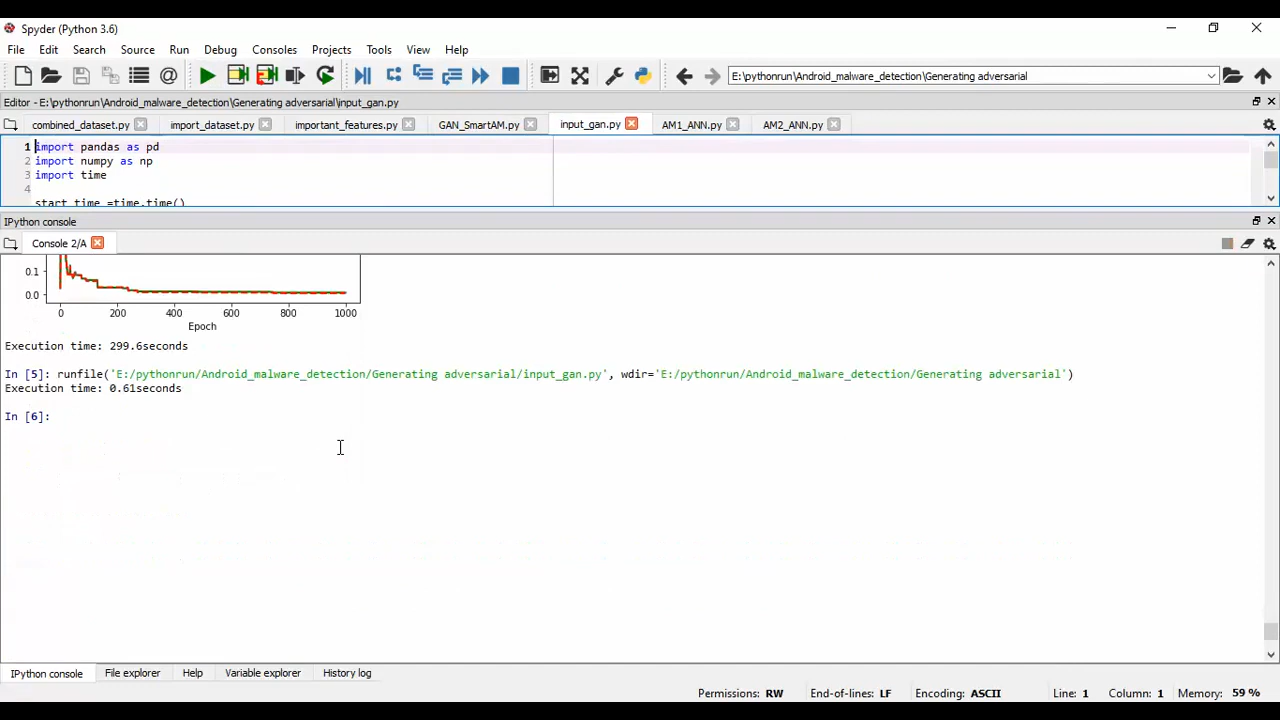 Spyder (Python 3.6)
File Edit Search Source Run Debug Consoles Projects Tools View Help
E:\pythonrun\Android_malware_detection\Generating adversarial
Editor - E:\pythonrun\Android_malware_detection\Generating adversarial\input_gan.py
combined_dataset.py import_dataset.py important_features.py GAN_SmartAM.py input_gan.py AM1_ANN.py AM2_ANN.py
1 import pandas as pd
2 import numpy as np
3 import time
4
start_time =time.time()
IPython console
Console 2/A
0.1
0.0
0 200 400 600 800 1000
Epoch
Execution time: 299.6seconds
In [5]: runfile('E:/pythonrun/Android_malware_detection/Generating adversarial/input_gan.py', wdir='E:/pythonrun/Android_malware_detection/Generating adversarial')
Execution time: 0.61seconds
In [6]:
IPython console File explorer Help Variable explorer History log
Permissions: RW End-of-lines: LF Encoding: ASCII Line: 1 Column: 1 Memory: 59 %